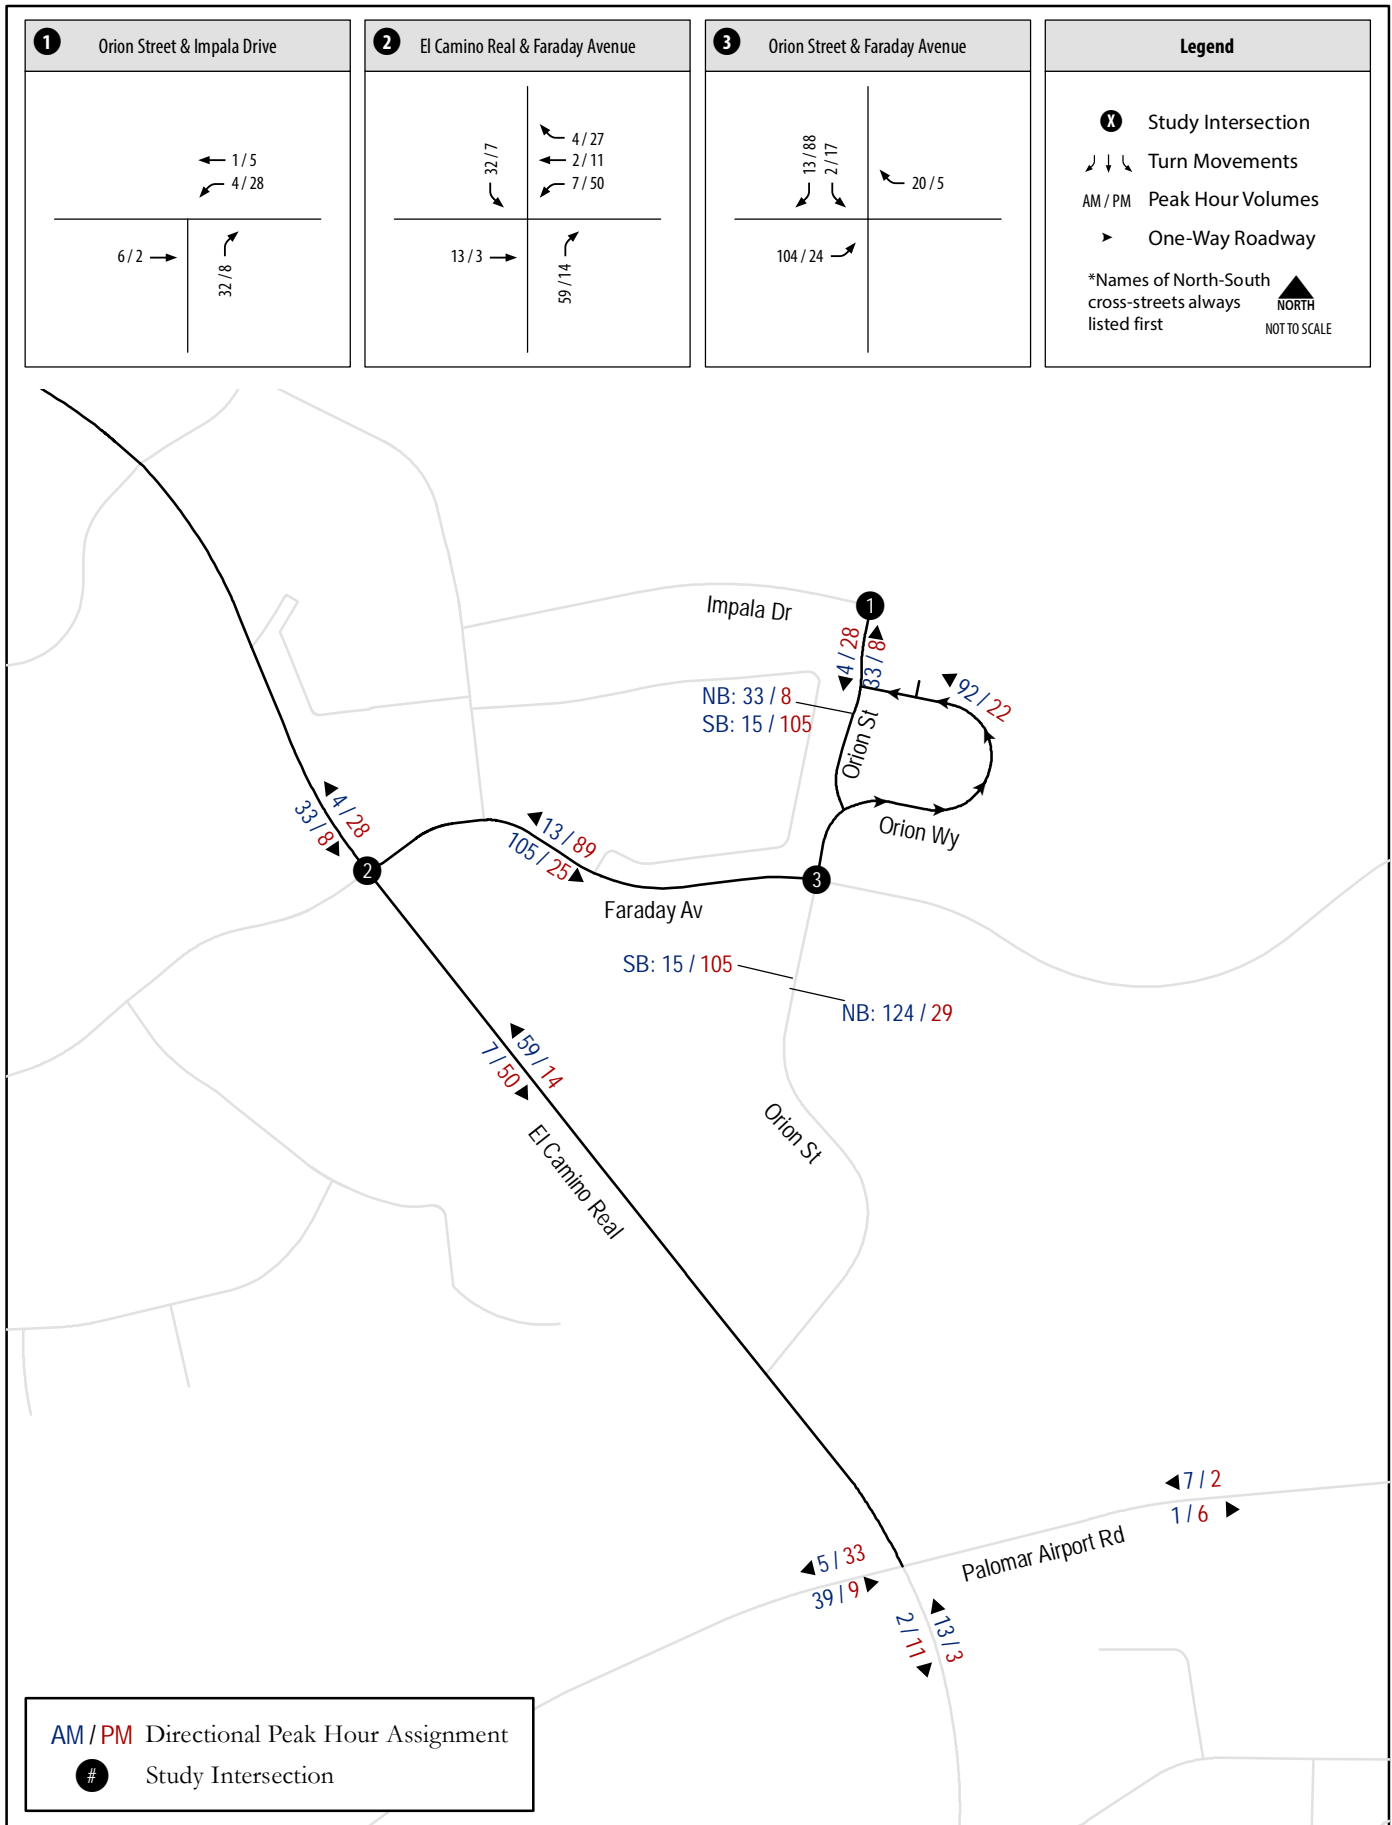 1 Orion Street & Impala Drive
1 / 5
4 / 28
6 / 2
32 / 8
2 El Camino Real & Faraday Avenue
32 / 7
4 / 27
2 / 11
7 / 50
13 / 3
59 / 14
3 Orion Street & Faraday Avenue
13 / 88
2 / 17
20 / 5
104 / 24
Legend
X Study Intersection
Turn Movements
AM / PM Peak Hour Volumes
One-Way Roadway
*Names of North-South
cross-streets always
listed first
NORTH
NOT TO SCALE
Impala Dr
1
4 / 28
33 / 8
92 / 22
NB: 33 / 8
SB: 15 / 105
Orion St
Orion Wy
4 / 28
33 / 8
2
13 / 89
105 / 25
3
Faraday Av
SB: 15 / 105
NB: 124 / 29
59 / 14
7 / 50
Orion St
El Camino Real
7 / 2
1 / 6
Palomar Airport Rd
5 / 33
39 / 9
13 / 3
2 / 11
AM / PM Directional Peak Hour Assignment
# Study Intersection